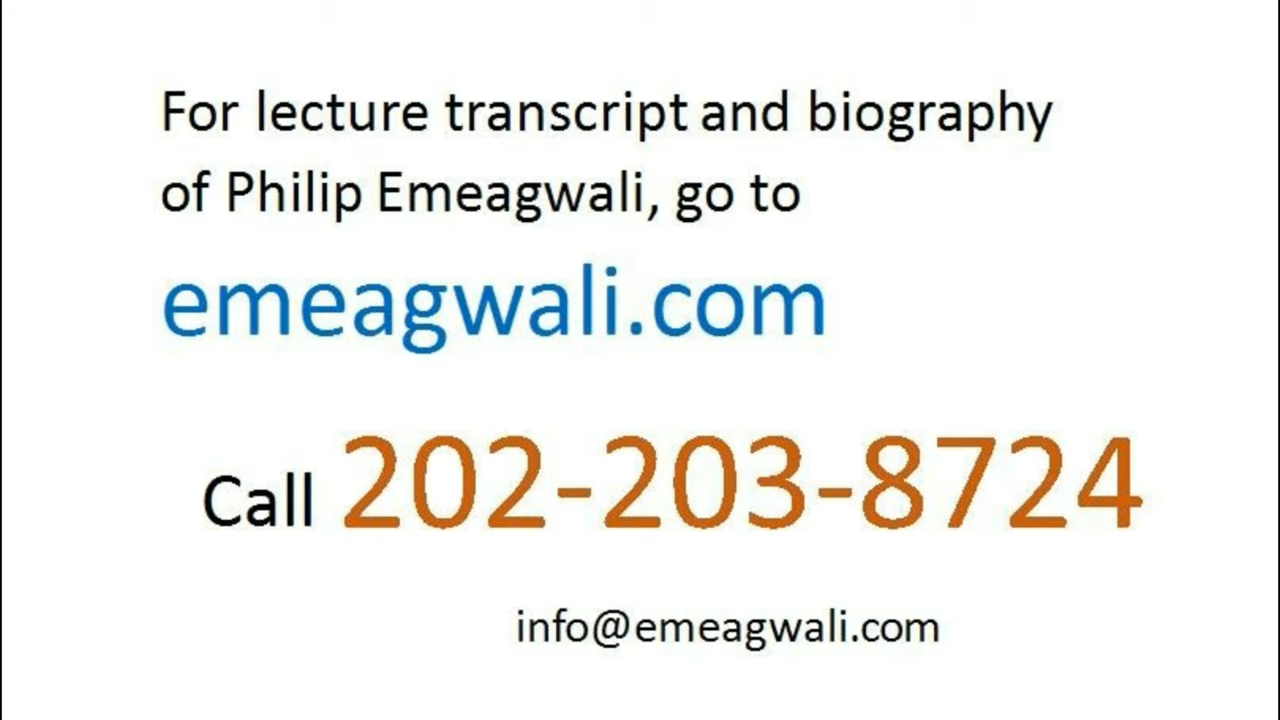 For lecture transcript and biography
of Philip Emeagwali, go to
emeagwali.com
Call 202-203-8724
info@emeagwali.com